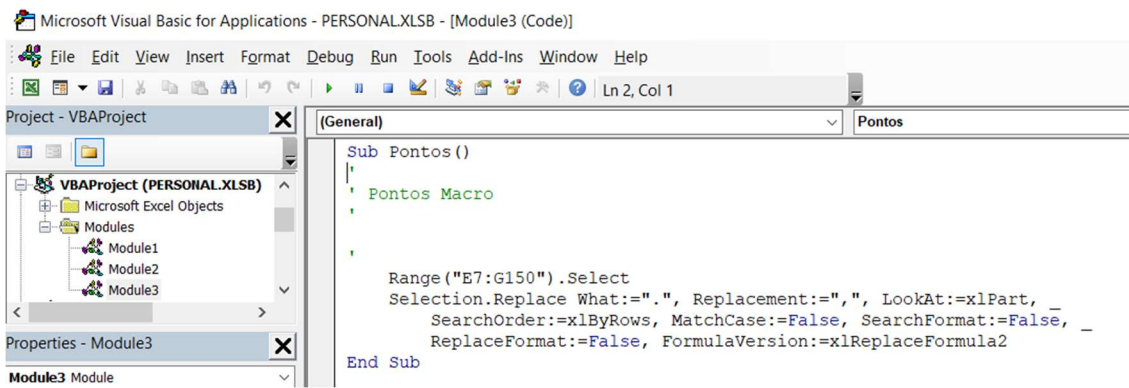 Microsoft Visual Basic for Applications - PERSONAL.XLSB - [Module3 (Code)]
File Edit View Insert Format Debug Run Tools Add-Ins Window Help
Ln 2, Col 1
Project - VBAProject
(General)
Pontos
VBAProject (PERSONAL.XLSB)
Microsoft Excel Objects
Modules
Module1
Module2
Module3
Properties - Module3
Module3 Module
Sub Pontos()
'
' Pontos Macro
'
'
Range("E7:G150").Select
Selection.Replace What:=".", Replacement:=",", LookAt:=xlPart, _
SearchOrder:=xlByRows, MatchCase:=False, SearchFormat:=False, _
ReplaceFormat:=False, FormulaVersion:=xlReplaceFormula2
End Sub